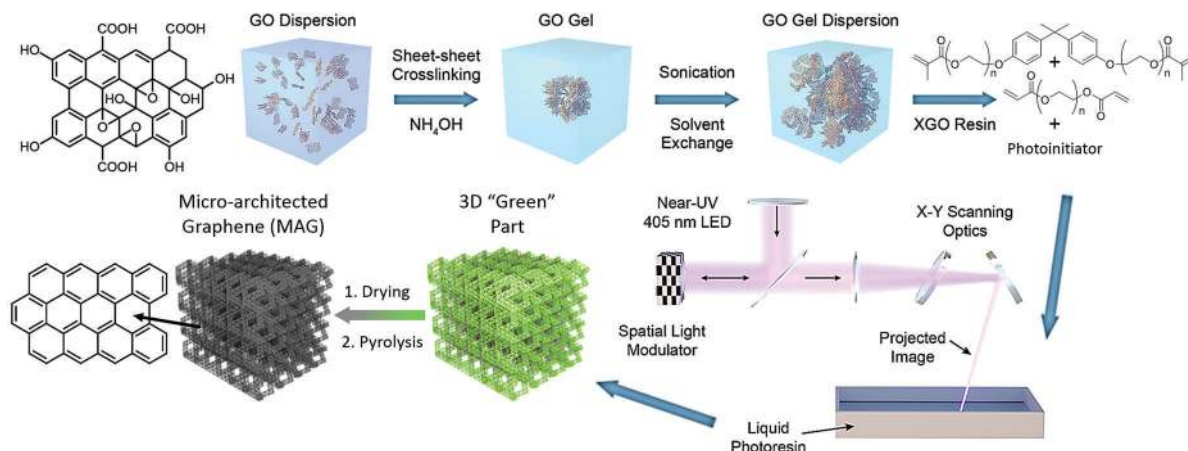 COOH
COOH
HO
OH
O
HO
OH
O
O
HO
COOH
COOH
OH
GO Dispersion
Sheet-sheet
Crosslinking
NH4OH
GO Gel
Sonication
Solvent
Exchange
GO Gel Dispersion
XGO Resin
O
O
O
n
+
O
O
n
O
O
O
O
n
O
O
+
Photoinitiator
Micro-architected
Graphene (MAG)
3D “Green”
Part
1. Drying
2. Pyrolysis
Near-UV
405 nm LED
X-Y Scanning
Optics
Spatial Light
Modulator
Projected
Image
Liquid
Photoresin